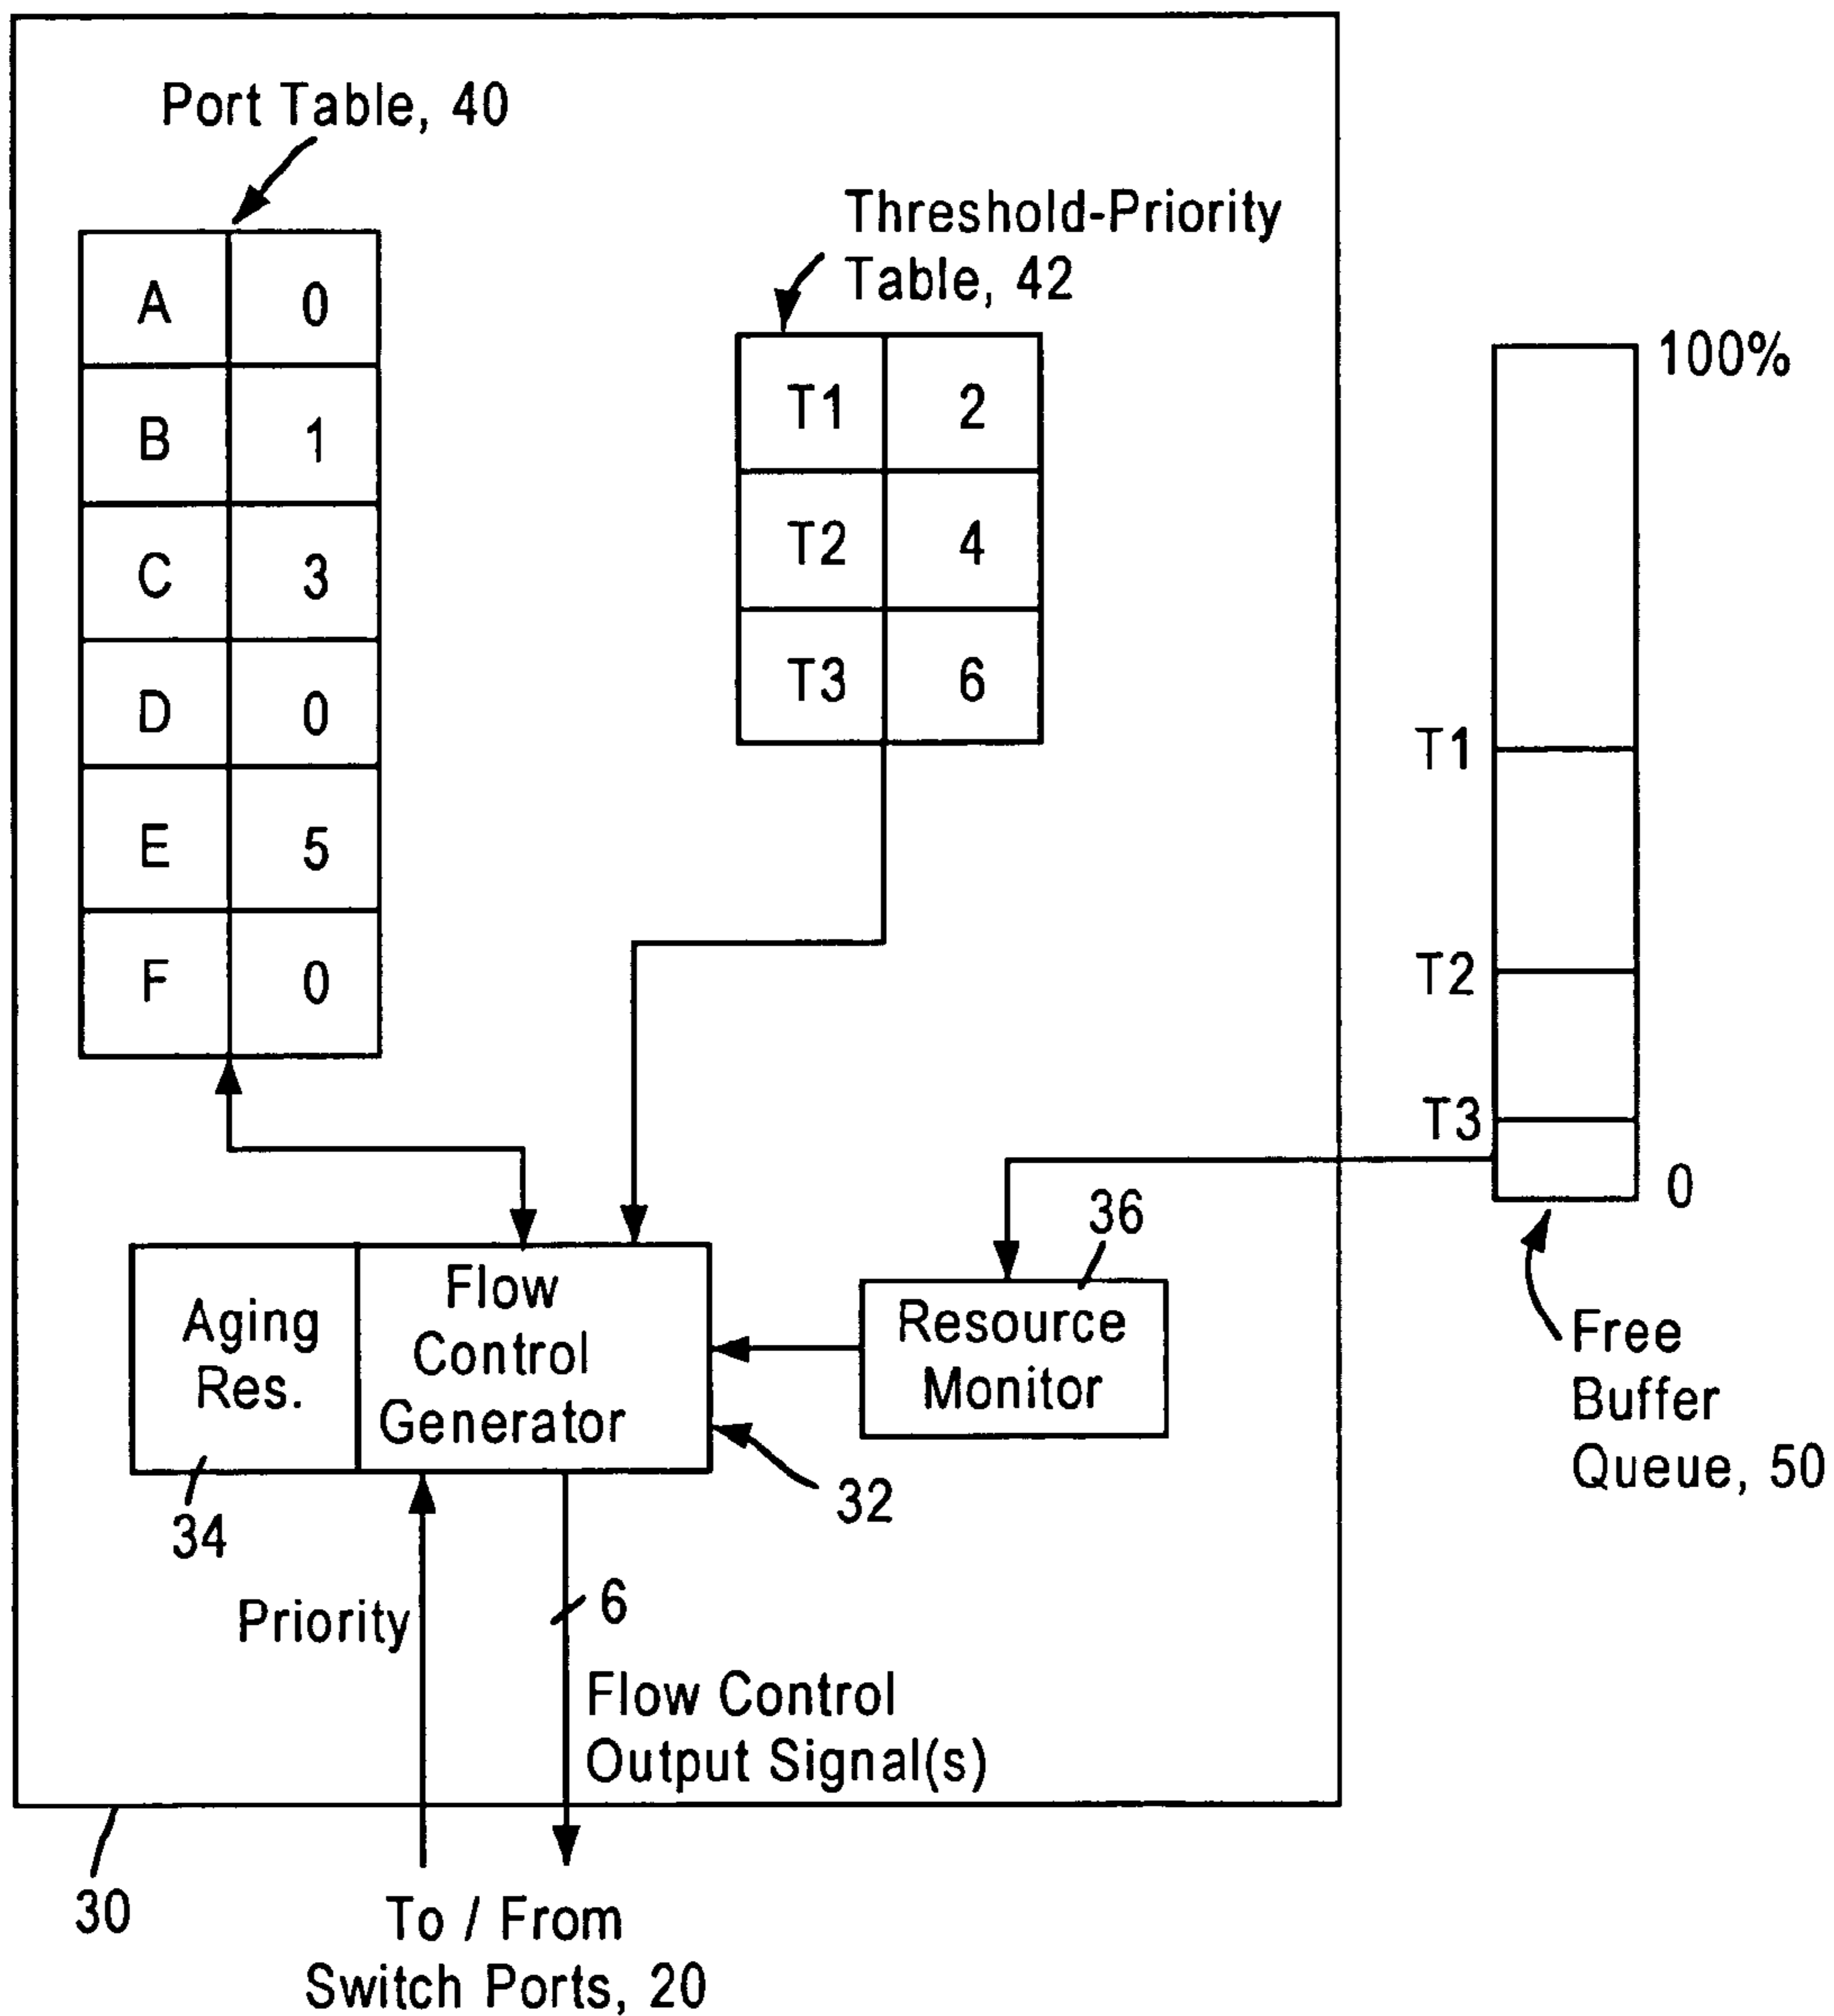 Port Table, 40
A 0
B 1
C 3
D 0
E 5
F 0
Threshold-Priority
Table, 42
T1 2
T2 4
T3 6
100%
T1
T2
T3
0
Free
Buffer
Queue, 50
Aging
Res.
34
Flow
Control
Generator
32
36
Resource
Monitor
Priority
6
Flow Control
Output Signal(s)
30
To / From
Switch Ports, 20